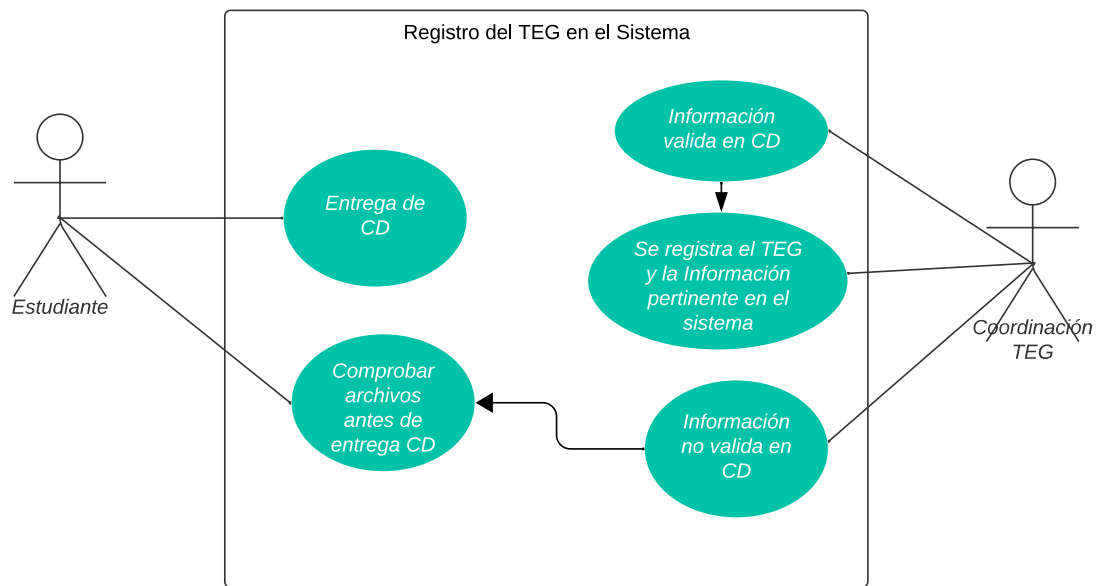 Registro del TEG en el Sistema
Información
valida en CD
Entrega de
CD
Se registra el TEG
y la Información
pertinente en el
sistema
Estudiante
Coordinación
TEG
Comprobar
archivos
antes de
entrega CD
Información
no valida en
CD